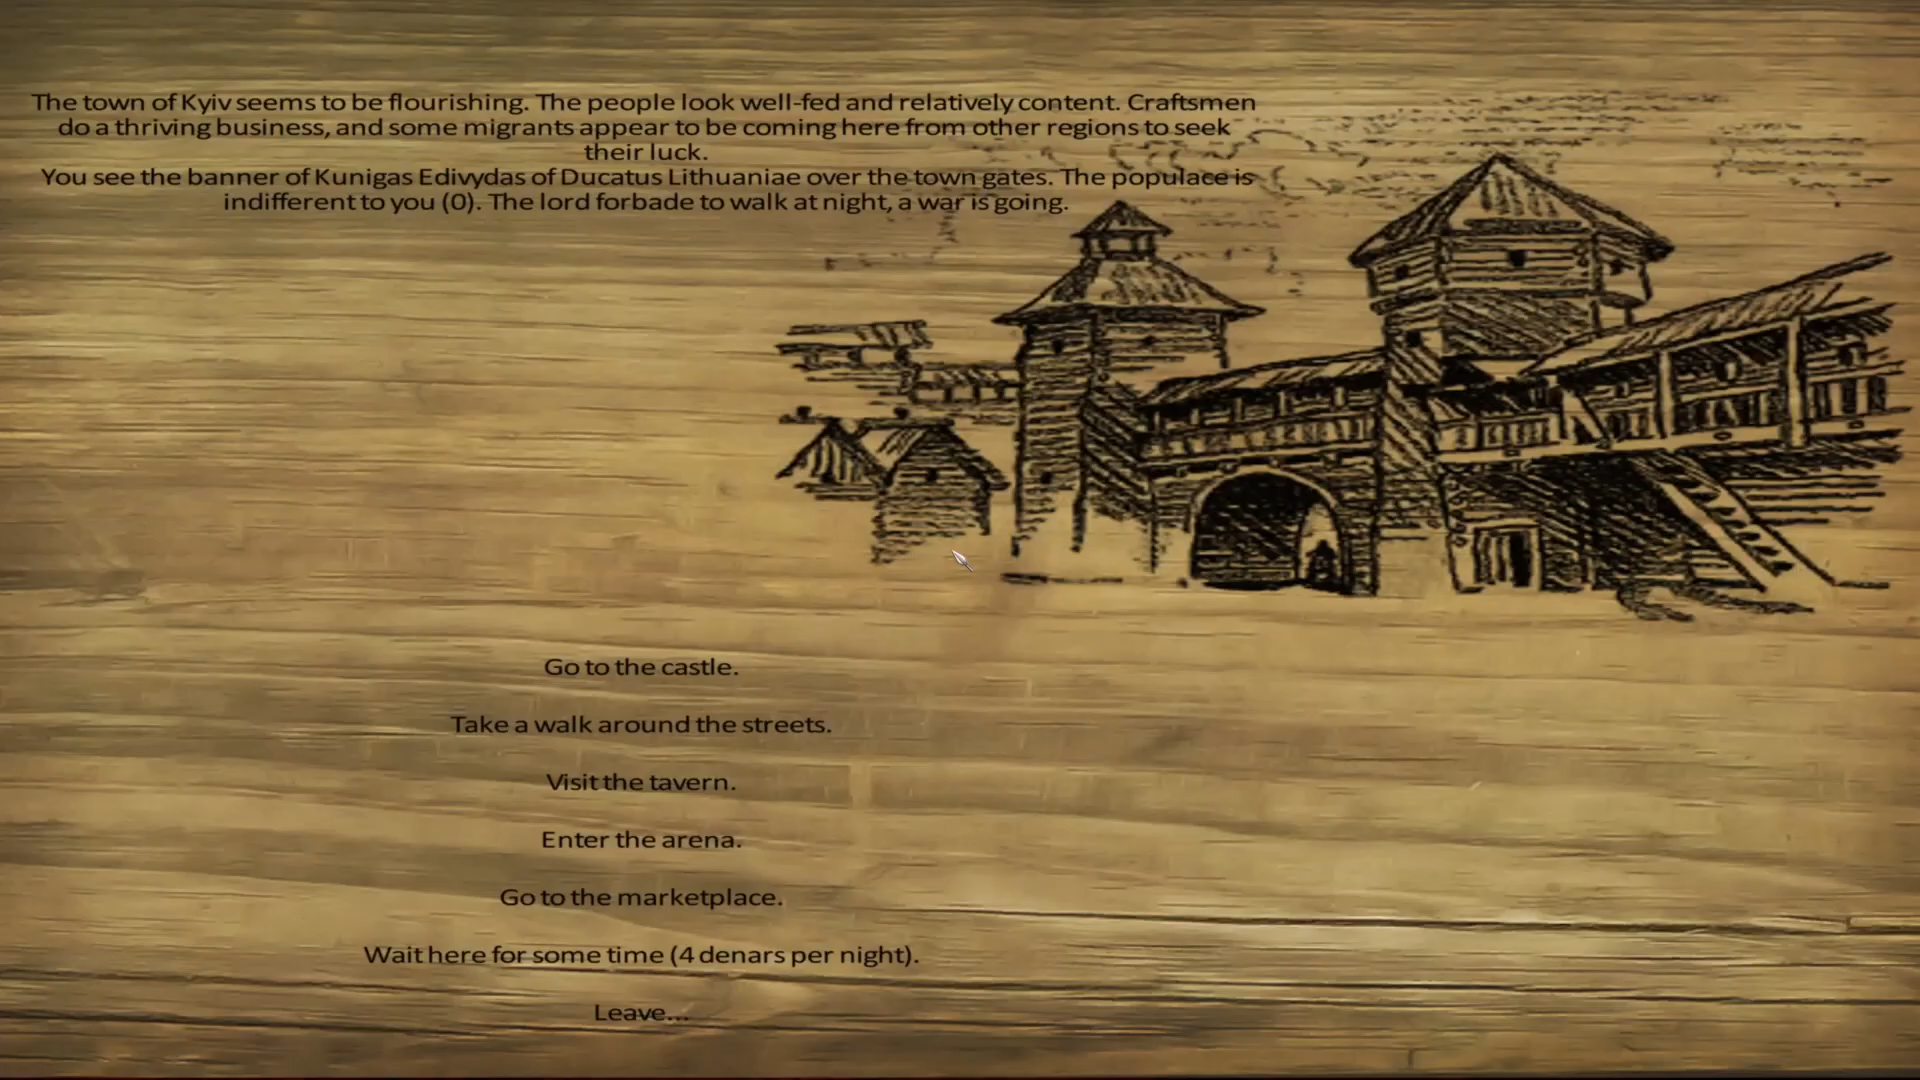 The town of Kyiv seems to be flourishing. The people look well-fed and relatively content. Craftsmen
do a thriving business, and some migrants appear to be coming here from other regions to seek
their luck.
You see the banner of Kunigas Edivydas of Ducatus Lithuaniae over the town gates. The populace is
indifferent to you (0). The lord forbade to walk at night, a war is going.
Go to the castle.
Take a walk around the streets.
Visit the tavern.
Enter the arena.
Go to the marketplace.
Wait here for some time (4 denars per night).
Leave...